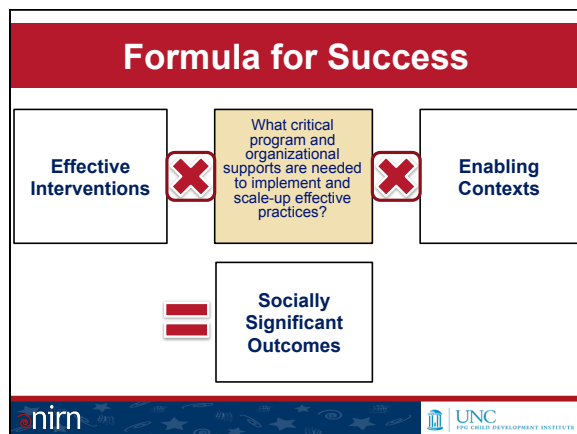 Formula for Success
Effective
Interventions
What critical
program and
organizational
supports are needed
to implement and
scale-up effective
practices?
Enabling
Contexts
Socially
Significant
Outcomes
nirn
UNC
FPG CHILD DEVELOPMENT INSTITUTE